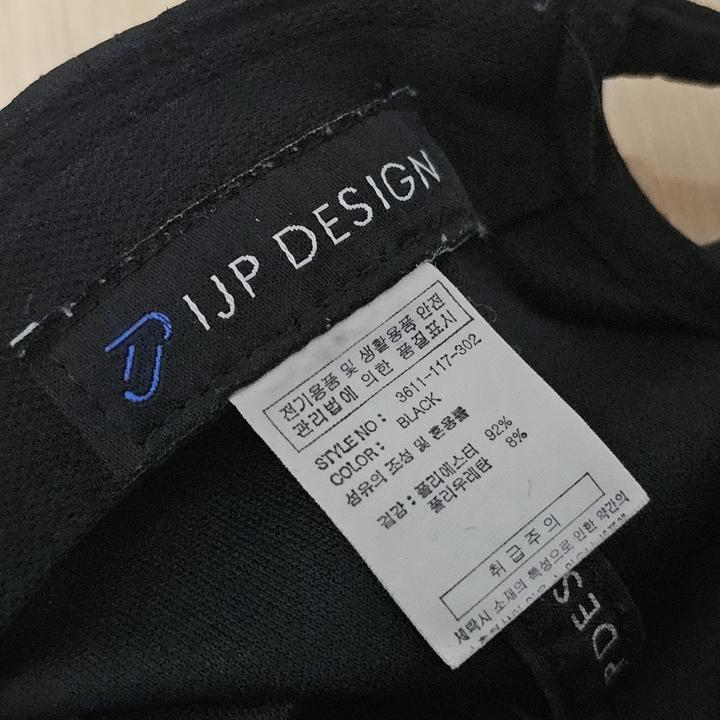 IJP DESIGN
전기용품 및 생활용품 안전
관리법에 의한 품질표시
STYLE NO : 3611-117-302
COLOR : BLACK
섬유의 조성 및 혼용률
겉감 : 폴리에스터 92%
폴리우레탄 8%
취급주의
세탁시 소재의 특성으로 인한 약간의
P DES